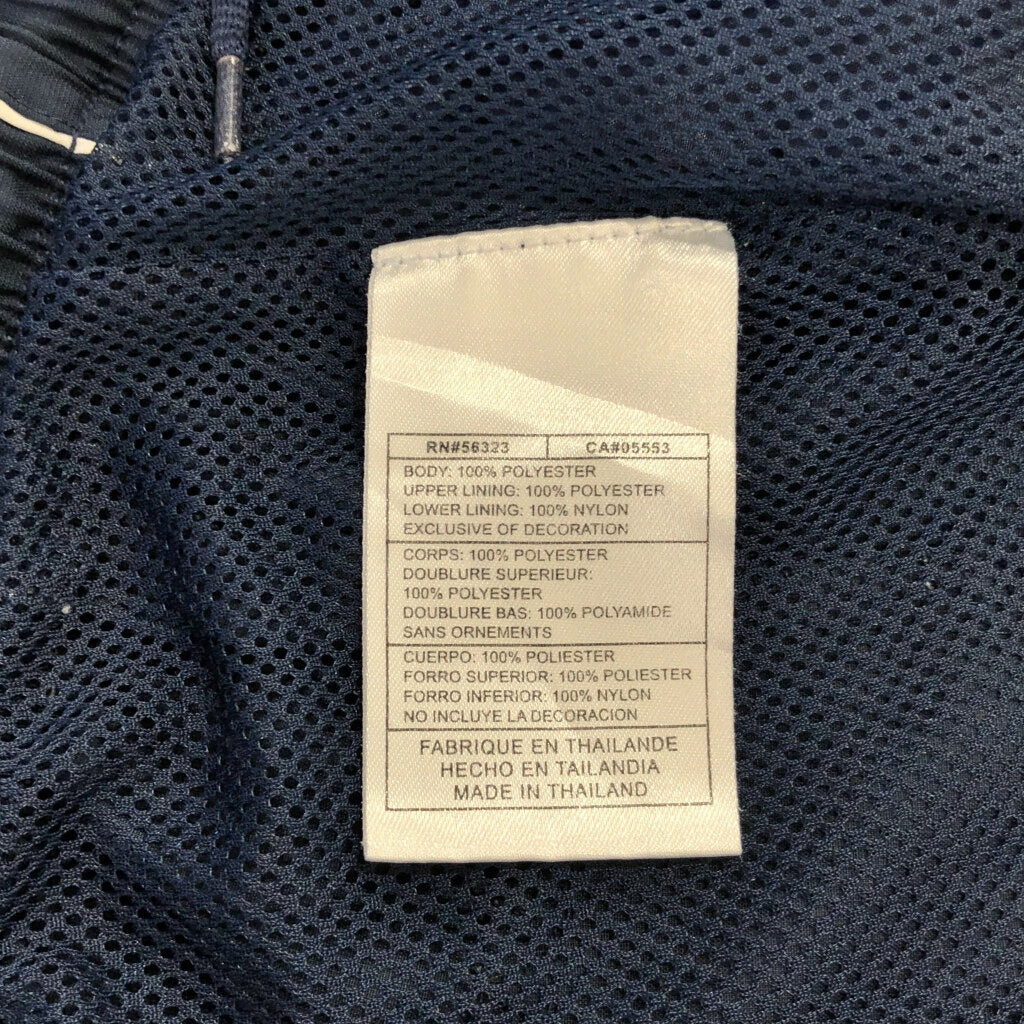 RN#56323 CA#05553
BODY: 100% POLYESTER
UPPER LINING: 100% POLYESTER
LOWER LINING: 100% NYLON
EXCLUSIVE OF DECORATION
CORPS: 100% POLYESTER
DOUBLURE SUPERIEUR:
100% POLYESTER
DOUBLURE BAS: 100% POLYAMIDE
SANS ORNEMENTS
CUERPO: 100% POLIESTER
FORRO SUPERIOR: 100% POLIESTER
FORRO INFERIOR: 100% NYLON
NO INCLUYE LA DECORACION
FABRIQUE EN THAILANDE
HECHO EN TAILANDIA
MADE IN THAILAND